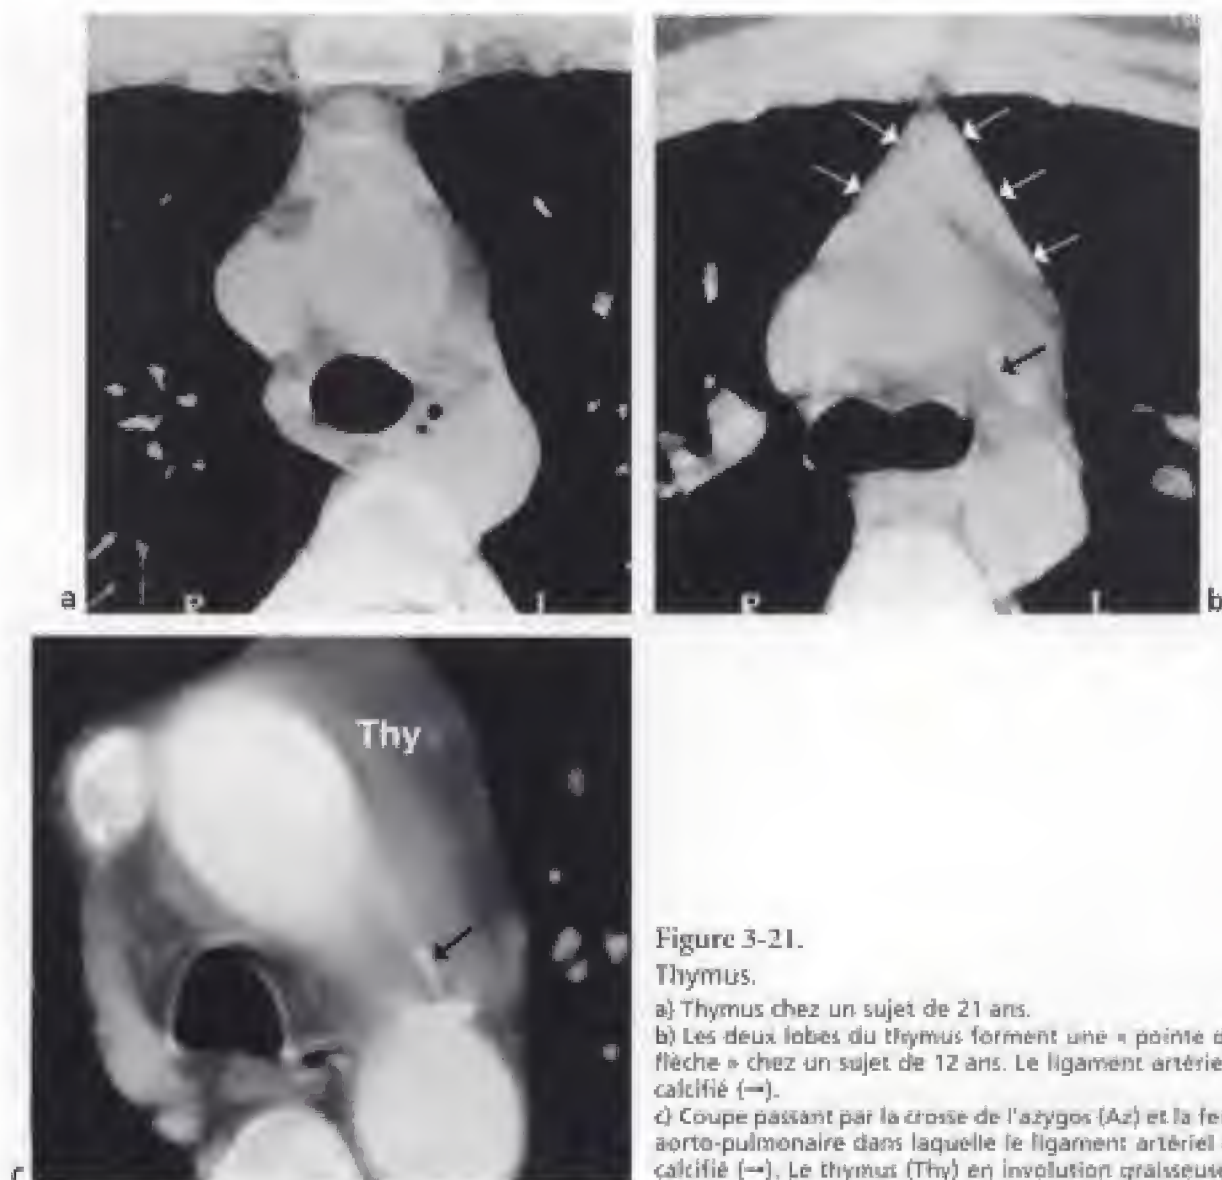 a
b
Thy
c
Figure 3-21.
Thymus.
a) Thymus chez un sujet de 21 ans.
b) Les deux lobes du thymus forment une « pointe
flèche » chez un sujet de 12 ans. Le ligament
calcifié (→).
c) Coupe passant par la crosse de l'azygos (Az) et la
aorto-pulmonaire dans laquelle le ligament artériel
calcifié (→). Le thymus (Thy) en involution graisseuse